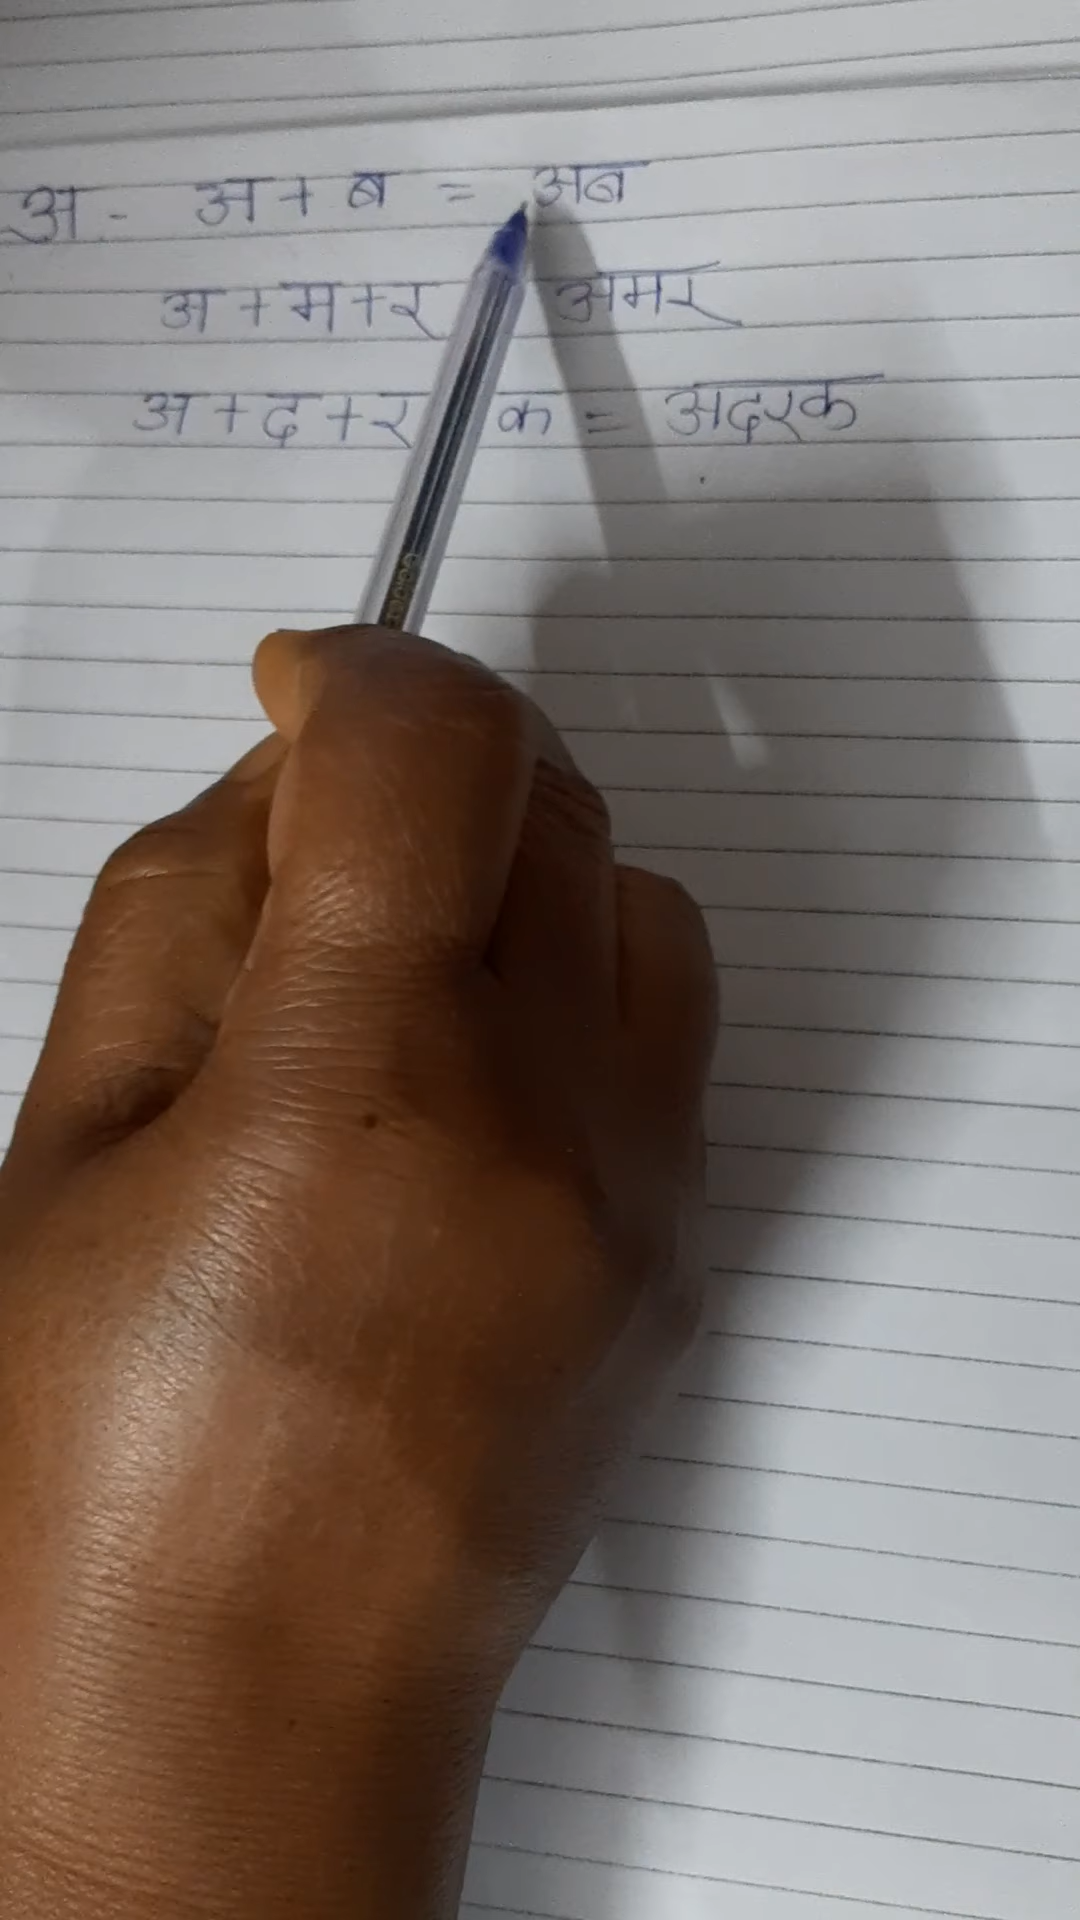 अ - अ + ब = अब
अ + म + र अमर
अ + द + र क = अदरक